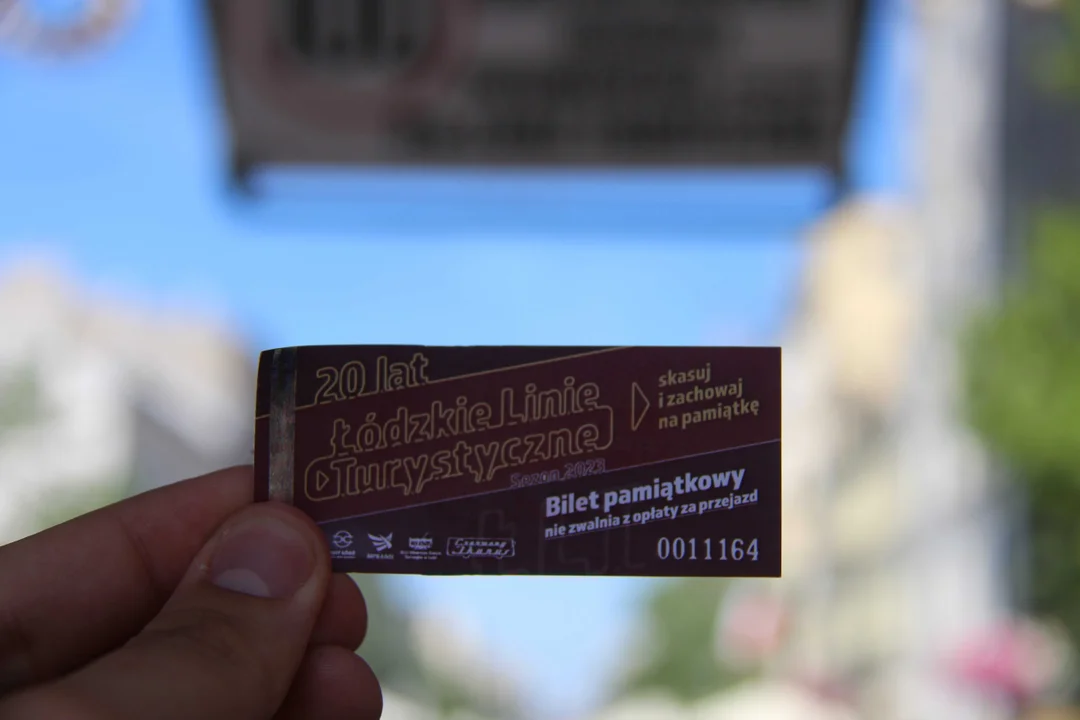 20 lat
Łódzkie Linie
Turystyczne
Sezon 2023
skasuj
i zachowaj
na pamiątkę
Bilet pamiątkowy
nie zwalnia z opłaty za przejazd
0011164